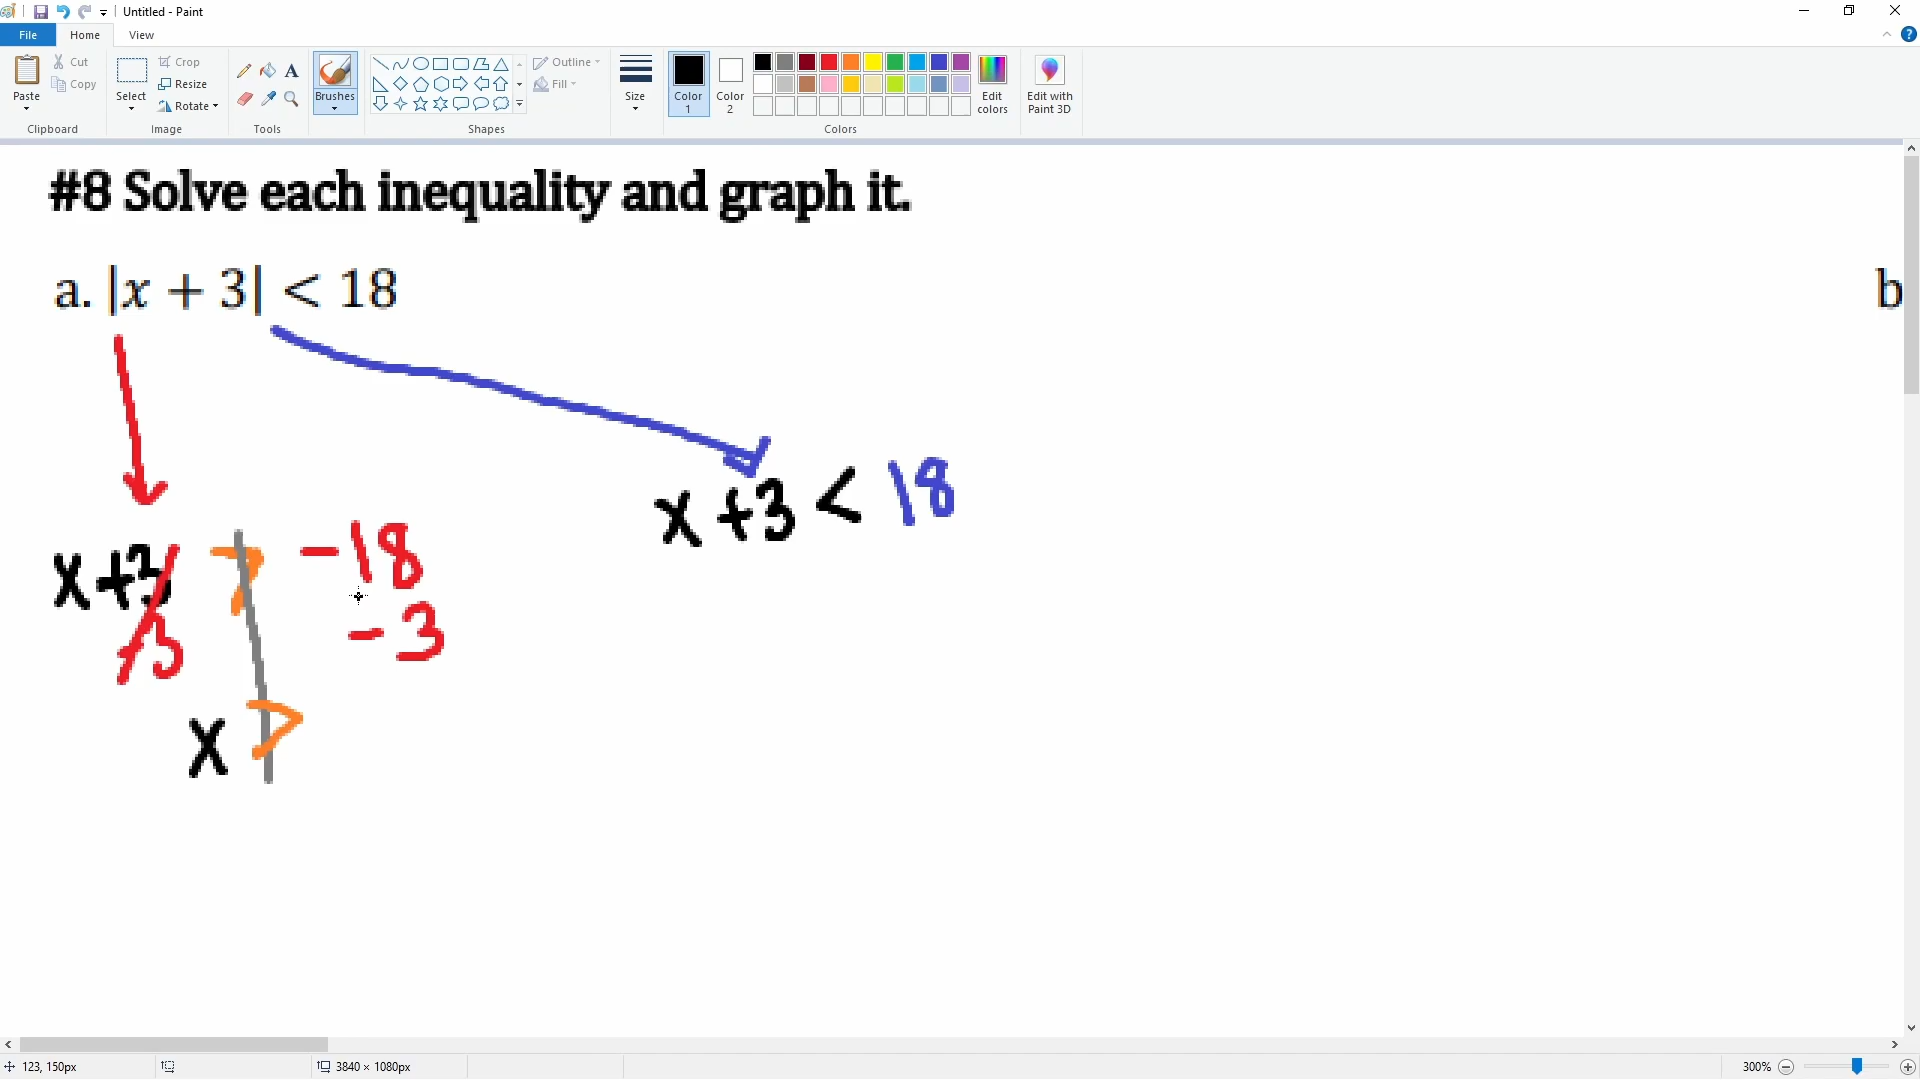 Untitled - Paint
File Home View
Paste
Cut
Copy
Clipboard
Select
Crop
Resize
Rotate
Image
Tools
Brushes
Shapes
Outline
Fill
Size
Color 1
Color 2
Colors
Edit colors
Edit with Paint 3D
#8 Solve each inequality and graph it.
a. |x + 3| < 18
b
x + 3 < 18
x + 3 > -18
-3 -3
x >
123, 150px
3840 × 1080px
300%